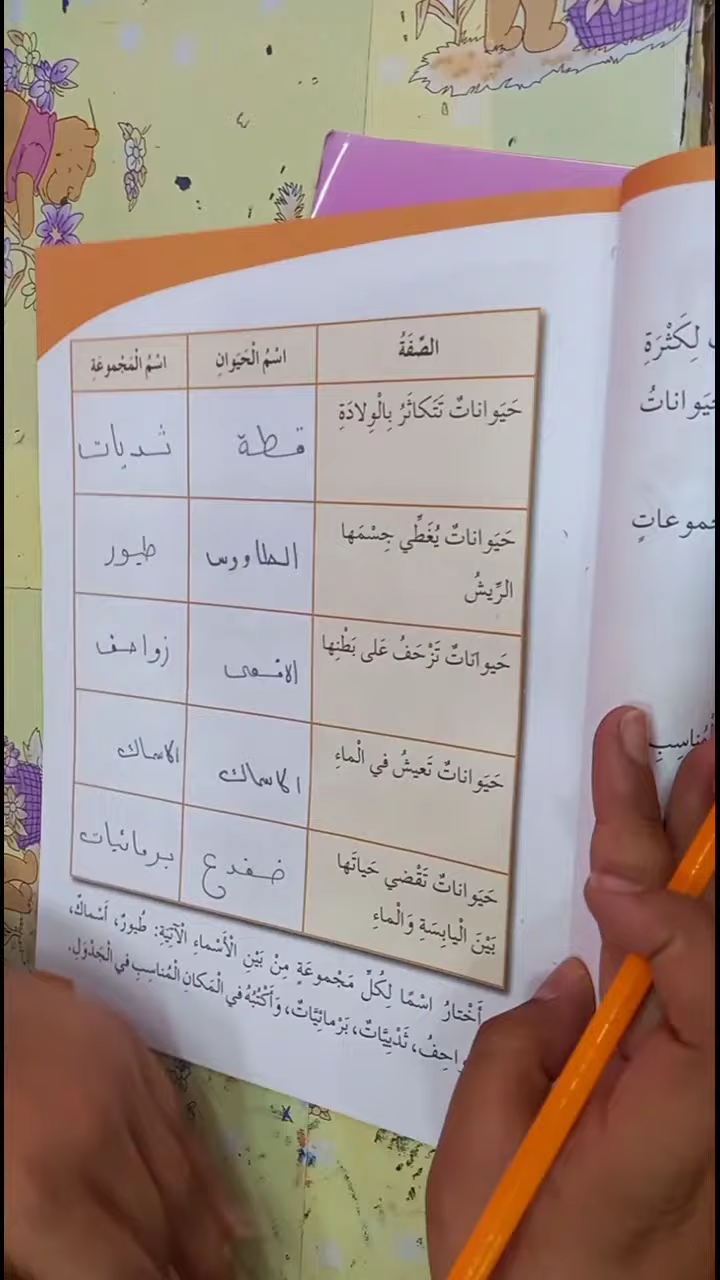 الصِّفَةُ
اسْمُ الْحَيَوانِ
اسْمُ الْمَجْموعَةِ
حَيَواناتٌ تَتَكاثَرُ بِالْوِلادَةِ
قطة
ثديات
حَيَواناتٌ يُغَطِّي جِسْمَها
الرِّيشُ
الطاووس
طيور
حَيَواناتٌ تَزْحَفُ عَلى بَطْنِها
الافعى
زواحف
حَيَواناتٌ تَعيشُ في الْماءِ
الاسماك
الاسماك
حَيَواناتٌ تَقْضي حَياتَها
بَيْنَ الْيابِسَةِ وَالْماءِ
ضفدع
برمائيات
أَخْتارُ اسْمًا لِكُلِّ مَجْموعَةٍ مِنْ بَيْنِ الْأَسْماءِ الْآتِيَةِ: طُيورٌ، أَسْماكٌ،
ثَدْيِيَّاتٌ، بَرْمائِيَّاتٌ، وَأَكْتُبُهُ في الْمَكانِ الْمُناسِبِ في الْجَدْوَلِ.
لِكَثْرَةِ